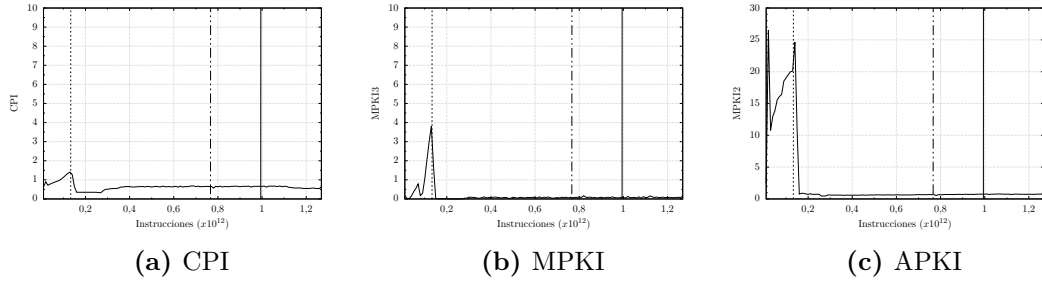 10
9
8
7
6
5
4
3
2
1
0
CPI
0,2 0,4 0,6 0,8 1 1,2
Instrucciones (x10^12)
(a) CPI
10
9
8
7
6
5
4
3
2
1
0
MPKI3
0,2 0,4 0,6 0,8 1 1,2
Instrucciones (x10^12)
(b) MPKI
30
25
20
15
10
5
0
MPKI2
0,2 0,4 0,6 0,8 1 1,2
Instrucciones (x10^12)
(c) APKI